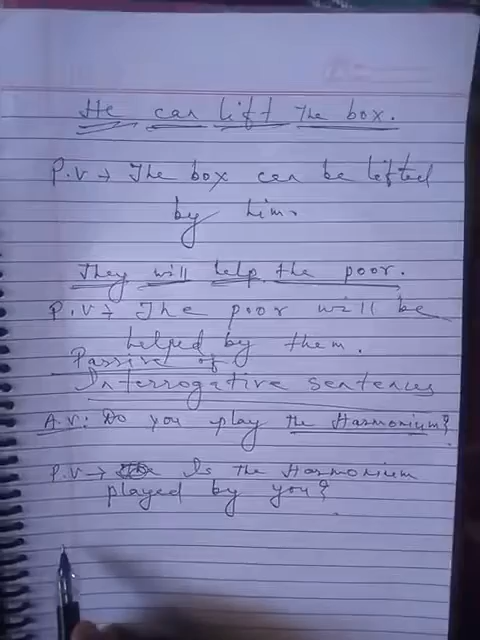 He can lift the box.
P.V → The box can be lifted
by him.
They will help the poor.
P.V → The poor will be
helped by them.
Passive of
Interrogative sentences
A.V: Do you play the Harmonium?
P.V → Is the Harmonium
played by you?